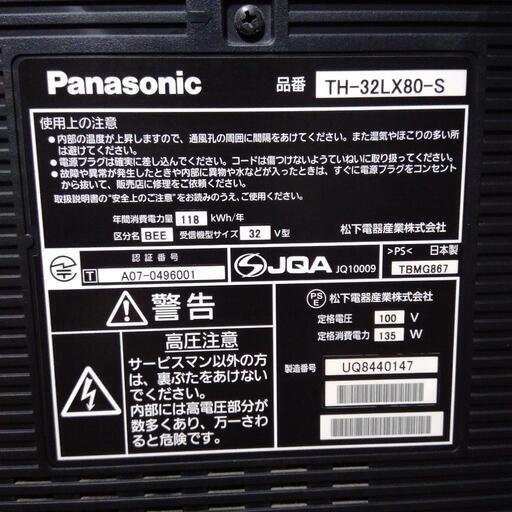 Panasonic
品番 TH-32LX80-S
使用上の注意
●内部の温度が上昇しますので、通風孔の周囲に間隔をあけてください。また湿気やほこりの多い所
は避けてください。
●電源プラグは確実に差し込んでください。コードは傷つけないようていねいに取り扱ってください。
●故障や異常が発生したときや内部に異物や水などが入ったときは、すぐに電源プラグをコンセント
から抜いて、販売店に修理をご依頼ください。
取扱説明書の“安全上のご注意”をお読みのうえ、ご使用ください。
年間消費電力量 118 kWh/年
区分名 BEE 受信機型サイズ 32 V型
松下電器産業株式会社
認証番号
T A07-0496001
JQA JQ10009
>PS< 日本製
TBMG867
警告
高圧注意
サービスマン以外の方
は、裏ぶたをあけない
でください。
内部には高電圧部分が
数多くあり、万一さわ
ると危険です。
PS
E 松下電器産業株式会社
定格電圧 100 V
定格消費電力 135 W
製造番号 UQ8440147